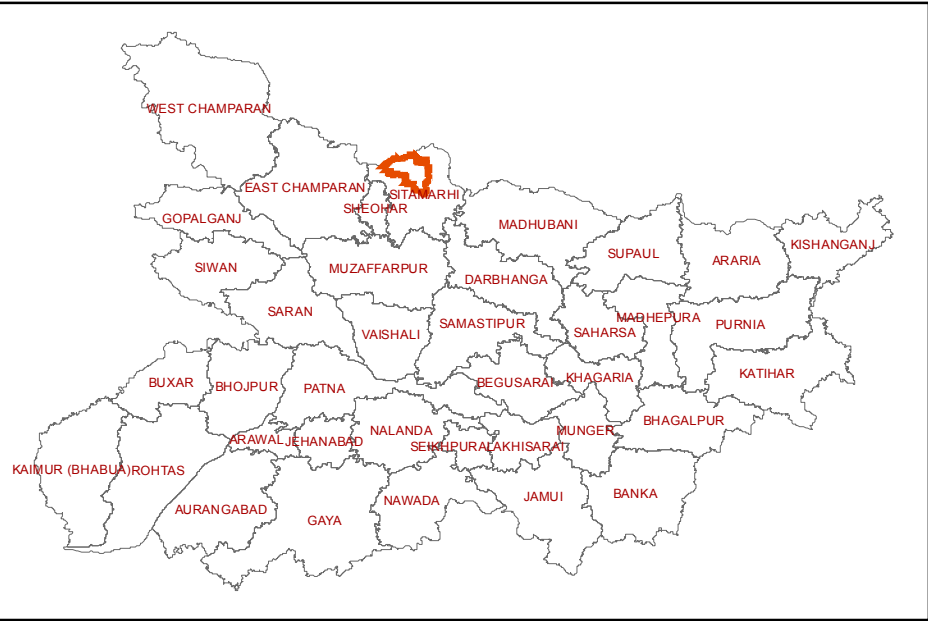 WEST CHAMPARAN
EAST CHAMPARAN
SITAMARHI
SHEOHAR
GOPALGANJ
MADHUBANI
KISHANGANJ
SUPAUL
ARARIA
SIWAN
MUZAFFARPUR
DARBHANGA
SARAN
MADHEPURA
SAMASTIPUR
PURNIA
VAISHALI
SAHARSA
KATIHAR
BUXAR
BHOJPUR
PATNA
BEGUSARAI
KHAGARIA
BHAGALPUR
NALANDA
MUNGER
ARAWAL
JEHANABAD
SEIKHPURA
LAKHISARAI
KAIMUR (BHABUA)
ROHTAS
BANKA
JAMUI
NAWADA
AURANGABAD
GAYA